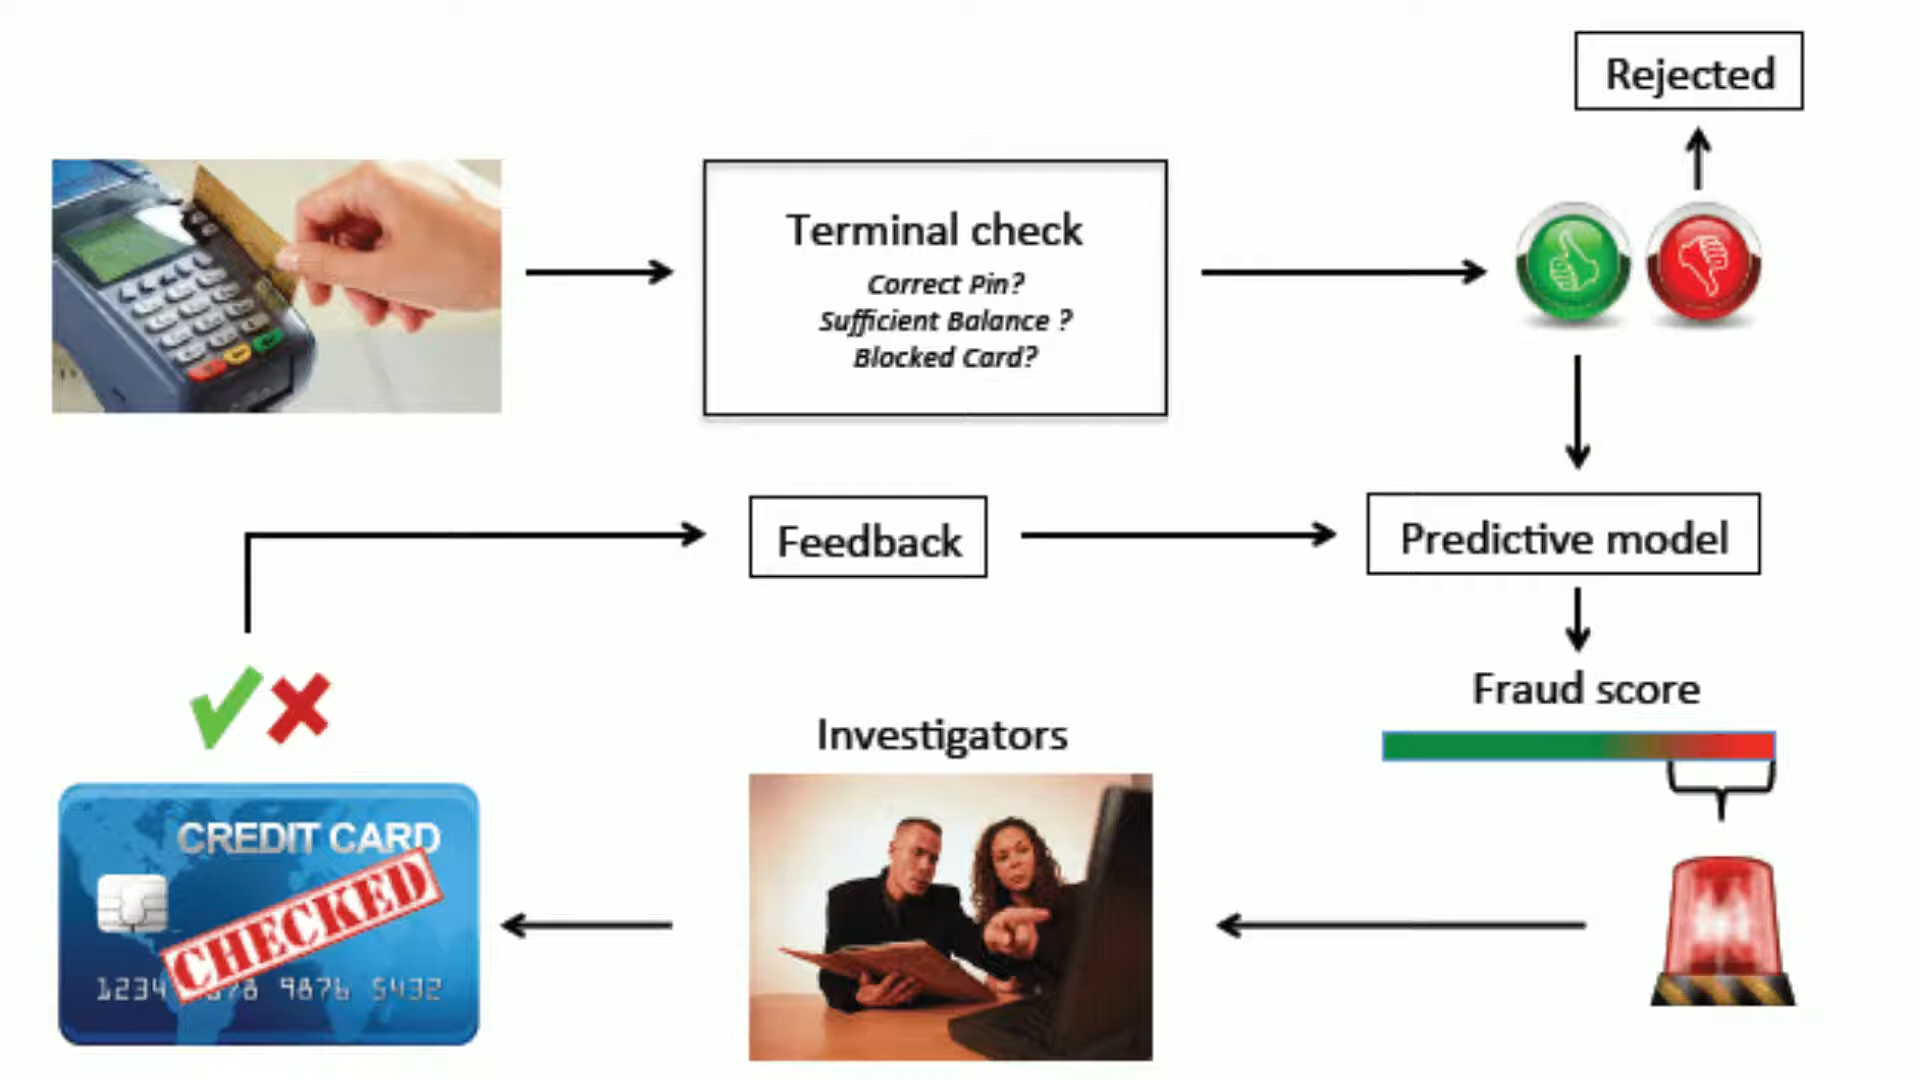 Rejected
Terminal check
Correct Pin?
Sufficient Balance ?
Blocked Card?
Feedback
Predictive model
Fraud score
Investigators
CREDIT CARD
CHECKED
1234 5678 9876 5432